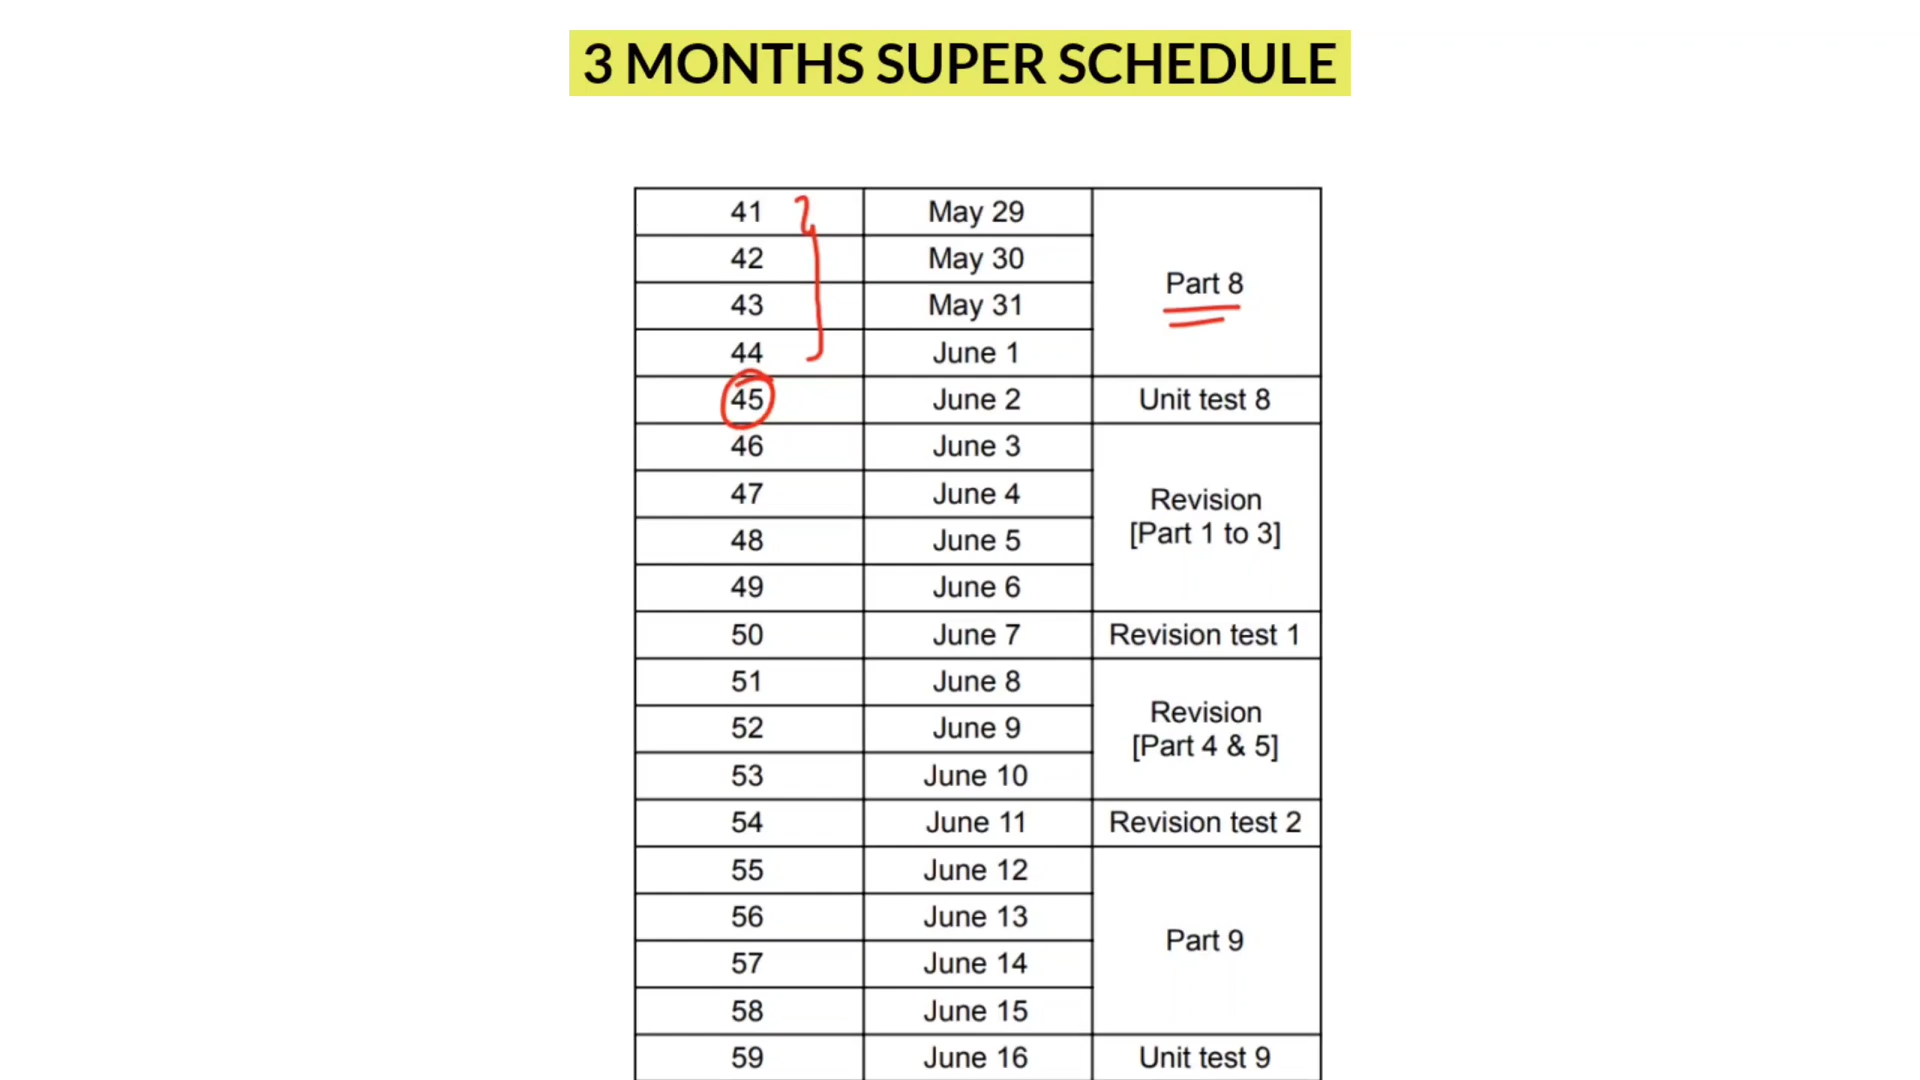 3 MONTHS SUPER SCHEDULE
41 May 29
42 May 30
Part 8
43 May 31
44 June 1
45 June 2 Unit test 8
46 June 3
47 June 4
Revision
[Part 1 to 3]
48 June 5
49 June 6
50 June 7 Revision test 1
51 June 8
Revision
52 June 9
[Part 4 & 5]
53 June 10
54 June 11 Revision test 2
55 June 12
56 June 13
Part 9
57 June 14
58 June 15
59 June 16 Unit test 9